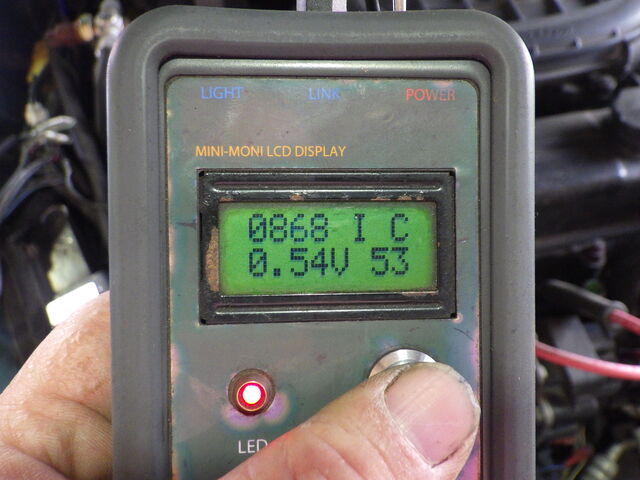 LIGHT LINK POWER
MINI-MONI LCD DISPLAY
0868 I C
0.54V 53
LED